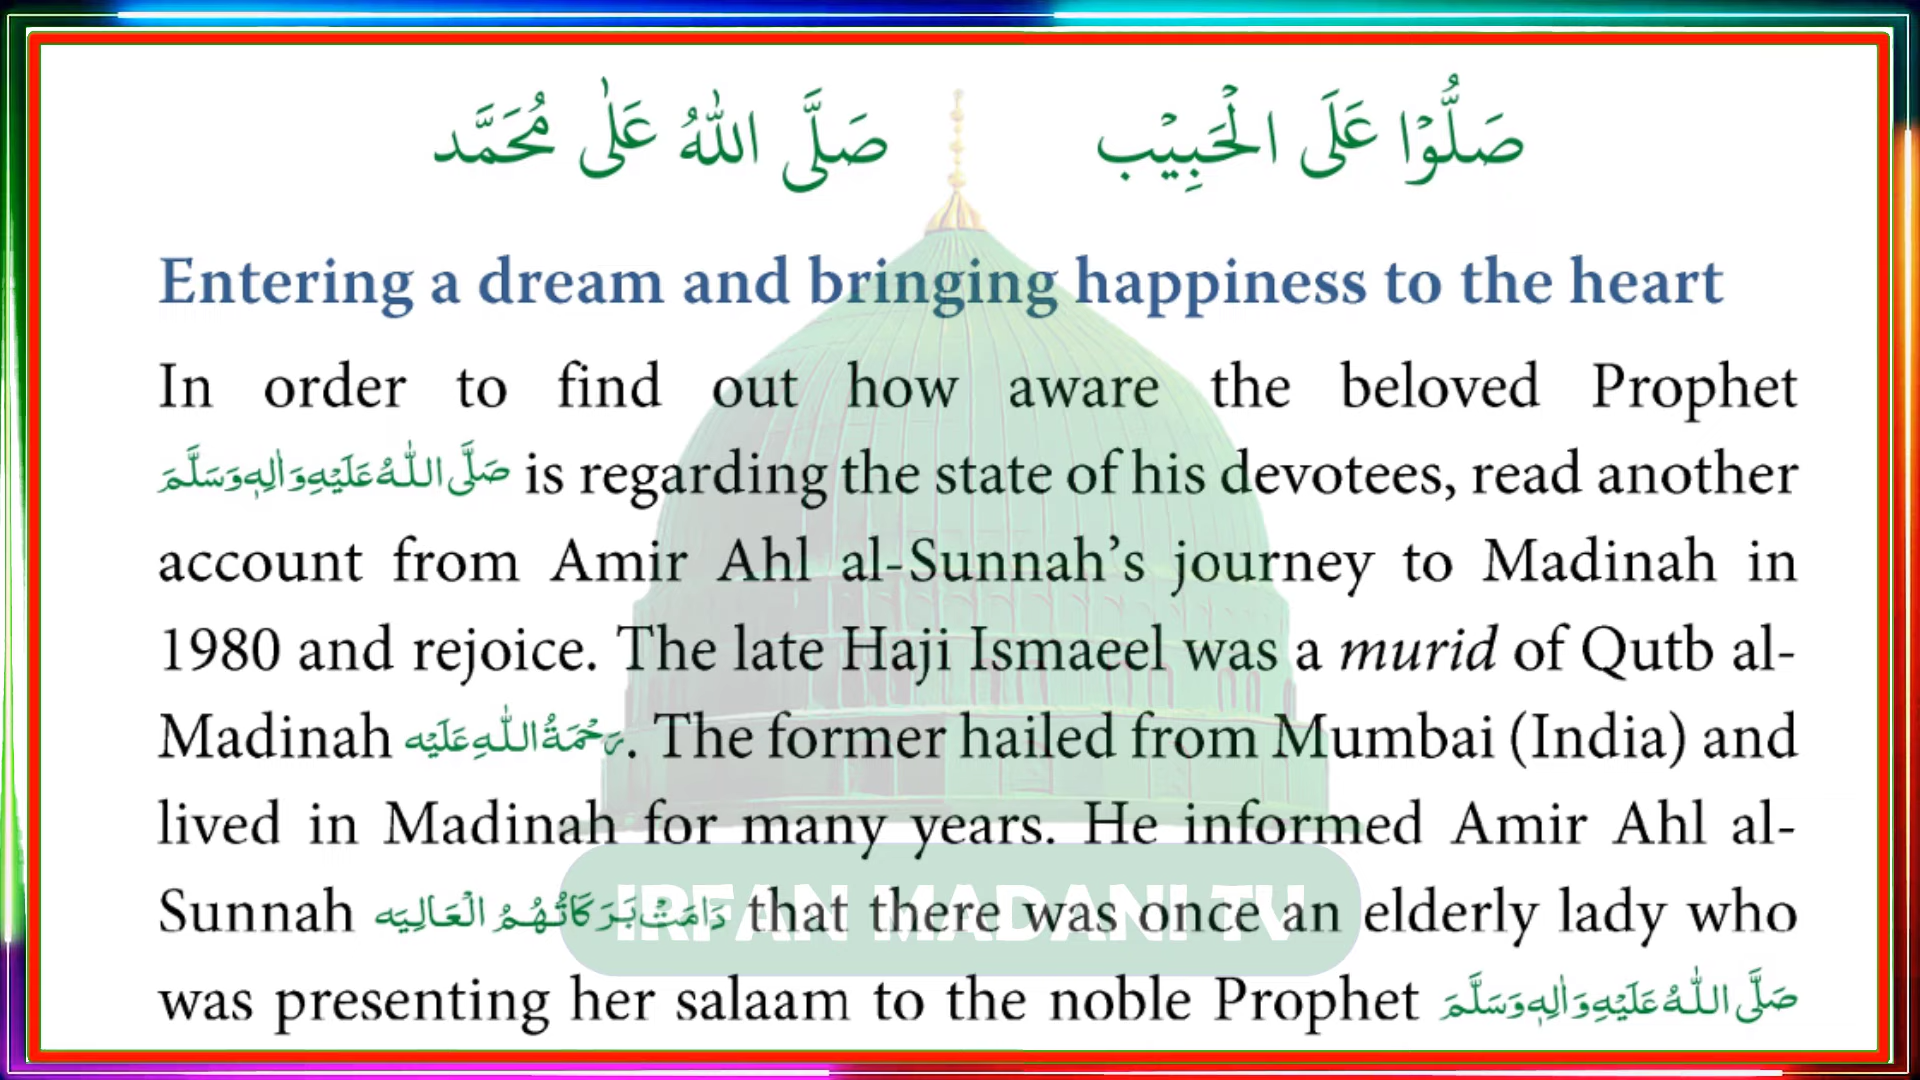 صَلُّوْا عَلَى الْحَبِيْب صَلَّى اللّٰهُ عَلٰى مُحَمَّد
Entering a dream and bringing happiness to the heart
In order to find out how aware the beloved Prophet
صَلَّى اللّٰهُ عَلَيْهِ وَاٰلِهٖ وَسَلَّمَ is regarding the state of his devotees, read another
account from Amir Ahl al-Sunnah’s journey to Madinah in
1980 and rejoice. The late Haji Ismaeel was a murid of Qutb al-
Madinah رَحْمَةُ اللّٰهِ عَلَيْه. The former hailed from Mumbai (India) and
lived in Madinah for many years. He informed Amir Ahl al-
Sunnah دَامَتْ بَرَكَاتُهُمُ الْعَالِيَه that there was once an elderly lady who
IRFAN MADANI TV
was presenting her salaam to the noble Prophet صَلَّى اللّٰهُ عَلَيْهِ وَاٰلِهٖ وَسَلَّمَ